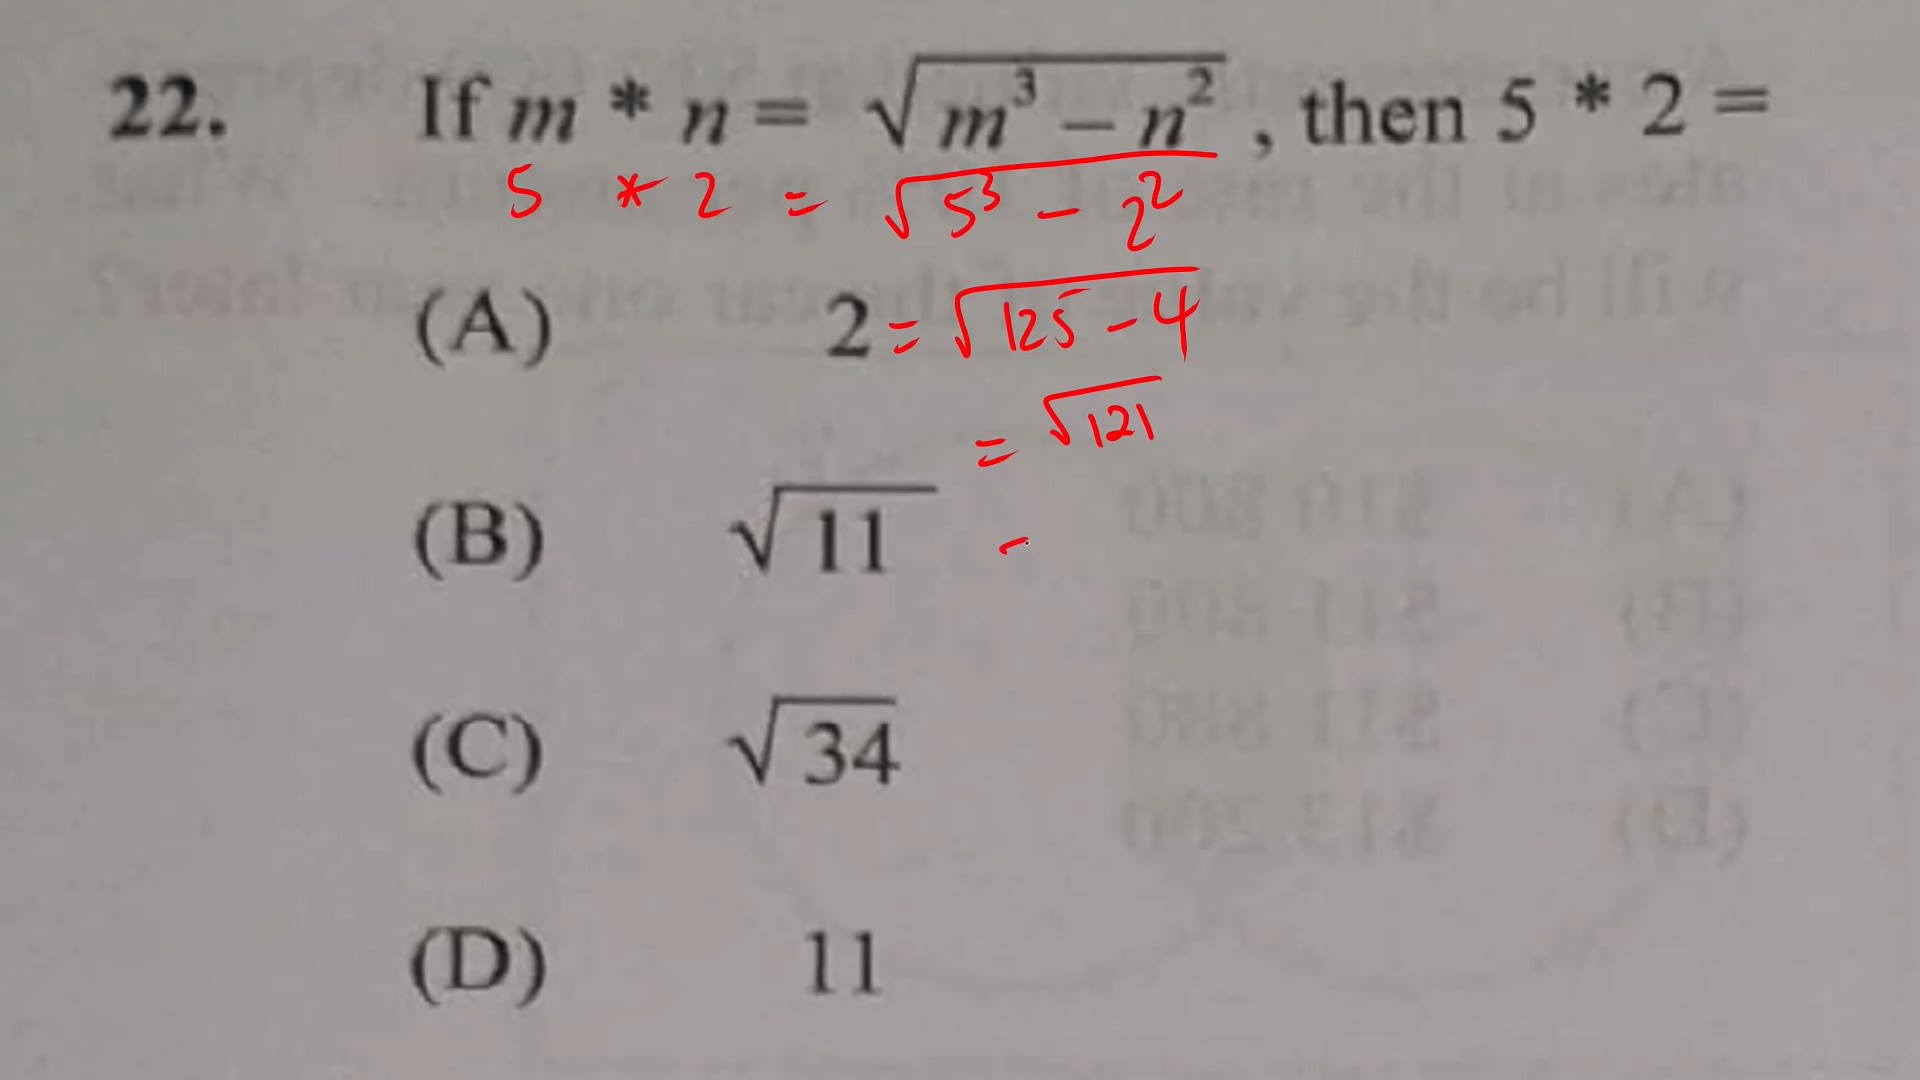 22. If m * n = √(m³ − n²) , then 5 * 2 =
5 * 2 = √(5³ − 2²)
(A) 2
= √(125 − 4)
= √121
(B) √11
(C) √34
(D) 11